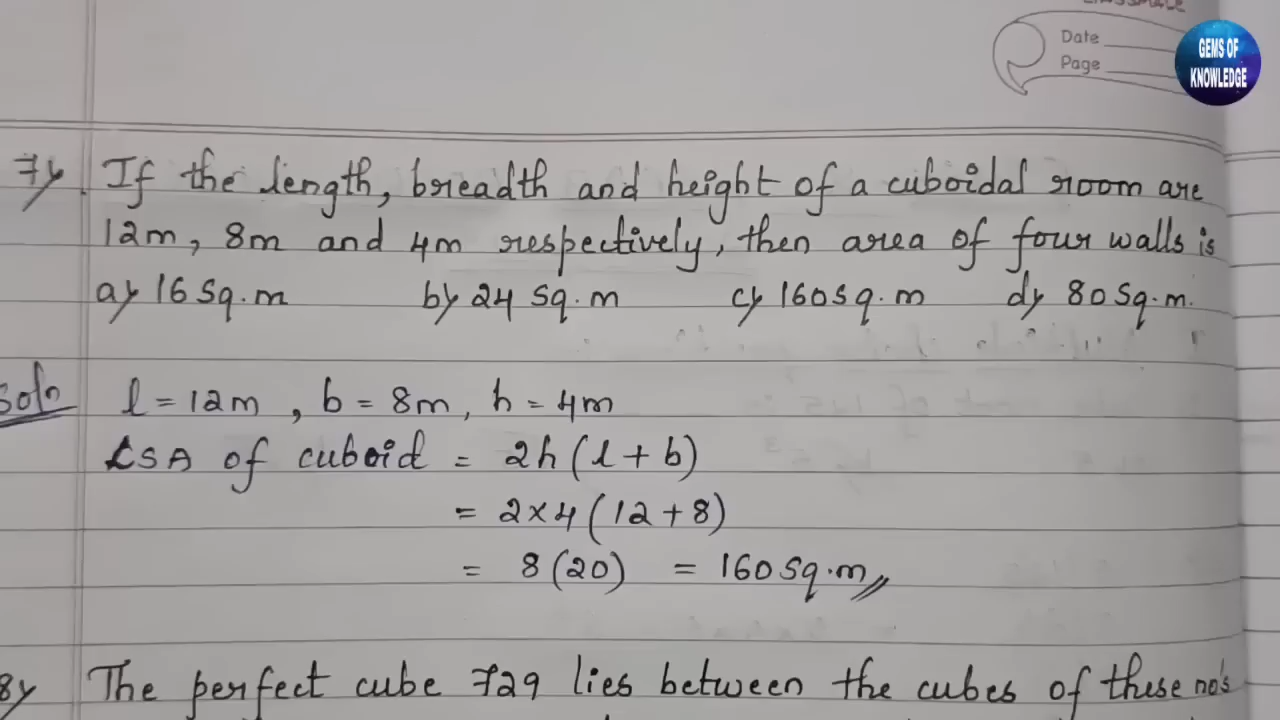 Date
Page
GEMS OF
KNOWLEDGE
7) If the length, breadth and height of a cuboidal room are
12m, 8m and 4m respectively, then area of four walls is
a) 16 Sq.m b) 24 Sq.m c) 160 Sq.m d) 80 Sq.m.
Soln l = 12m, b = 8m, h = 4m
LSA of cuboid = 2h(l + b)
= 2×4(12+8)
= 8(20) = 160 Sq.m
8) The perfect cube 729 lies between the cubes of these no's